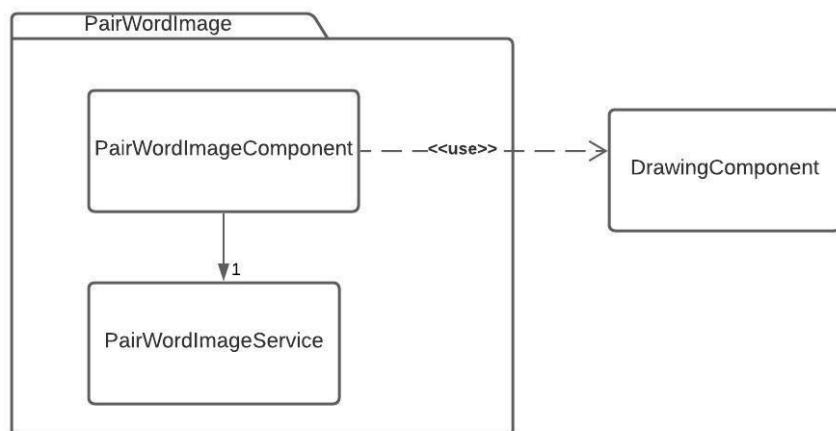 PairWordImage
PairWordImageComponent
<<use>>
DrawingComponent
1
PairWordImageService